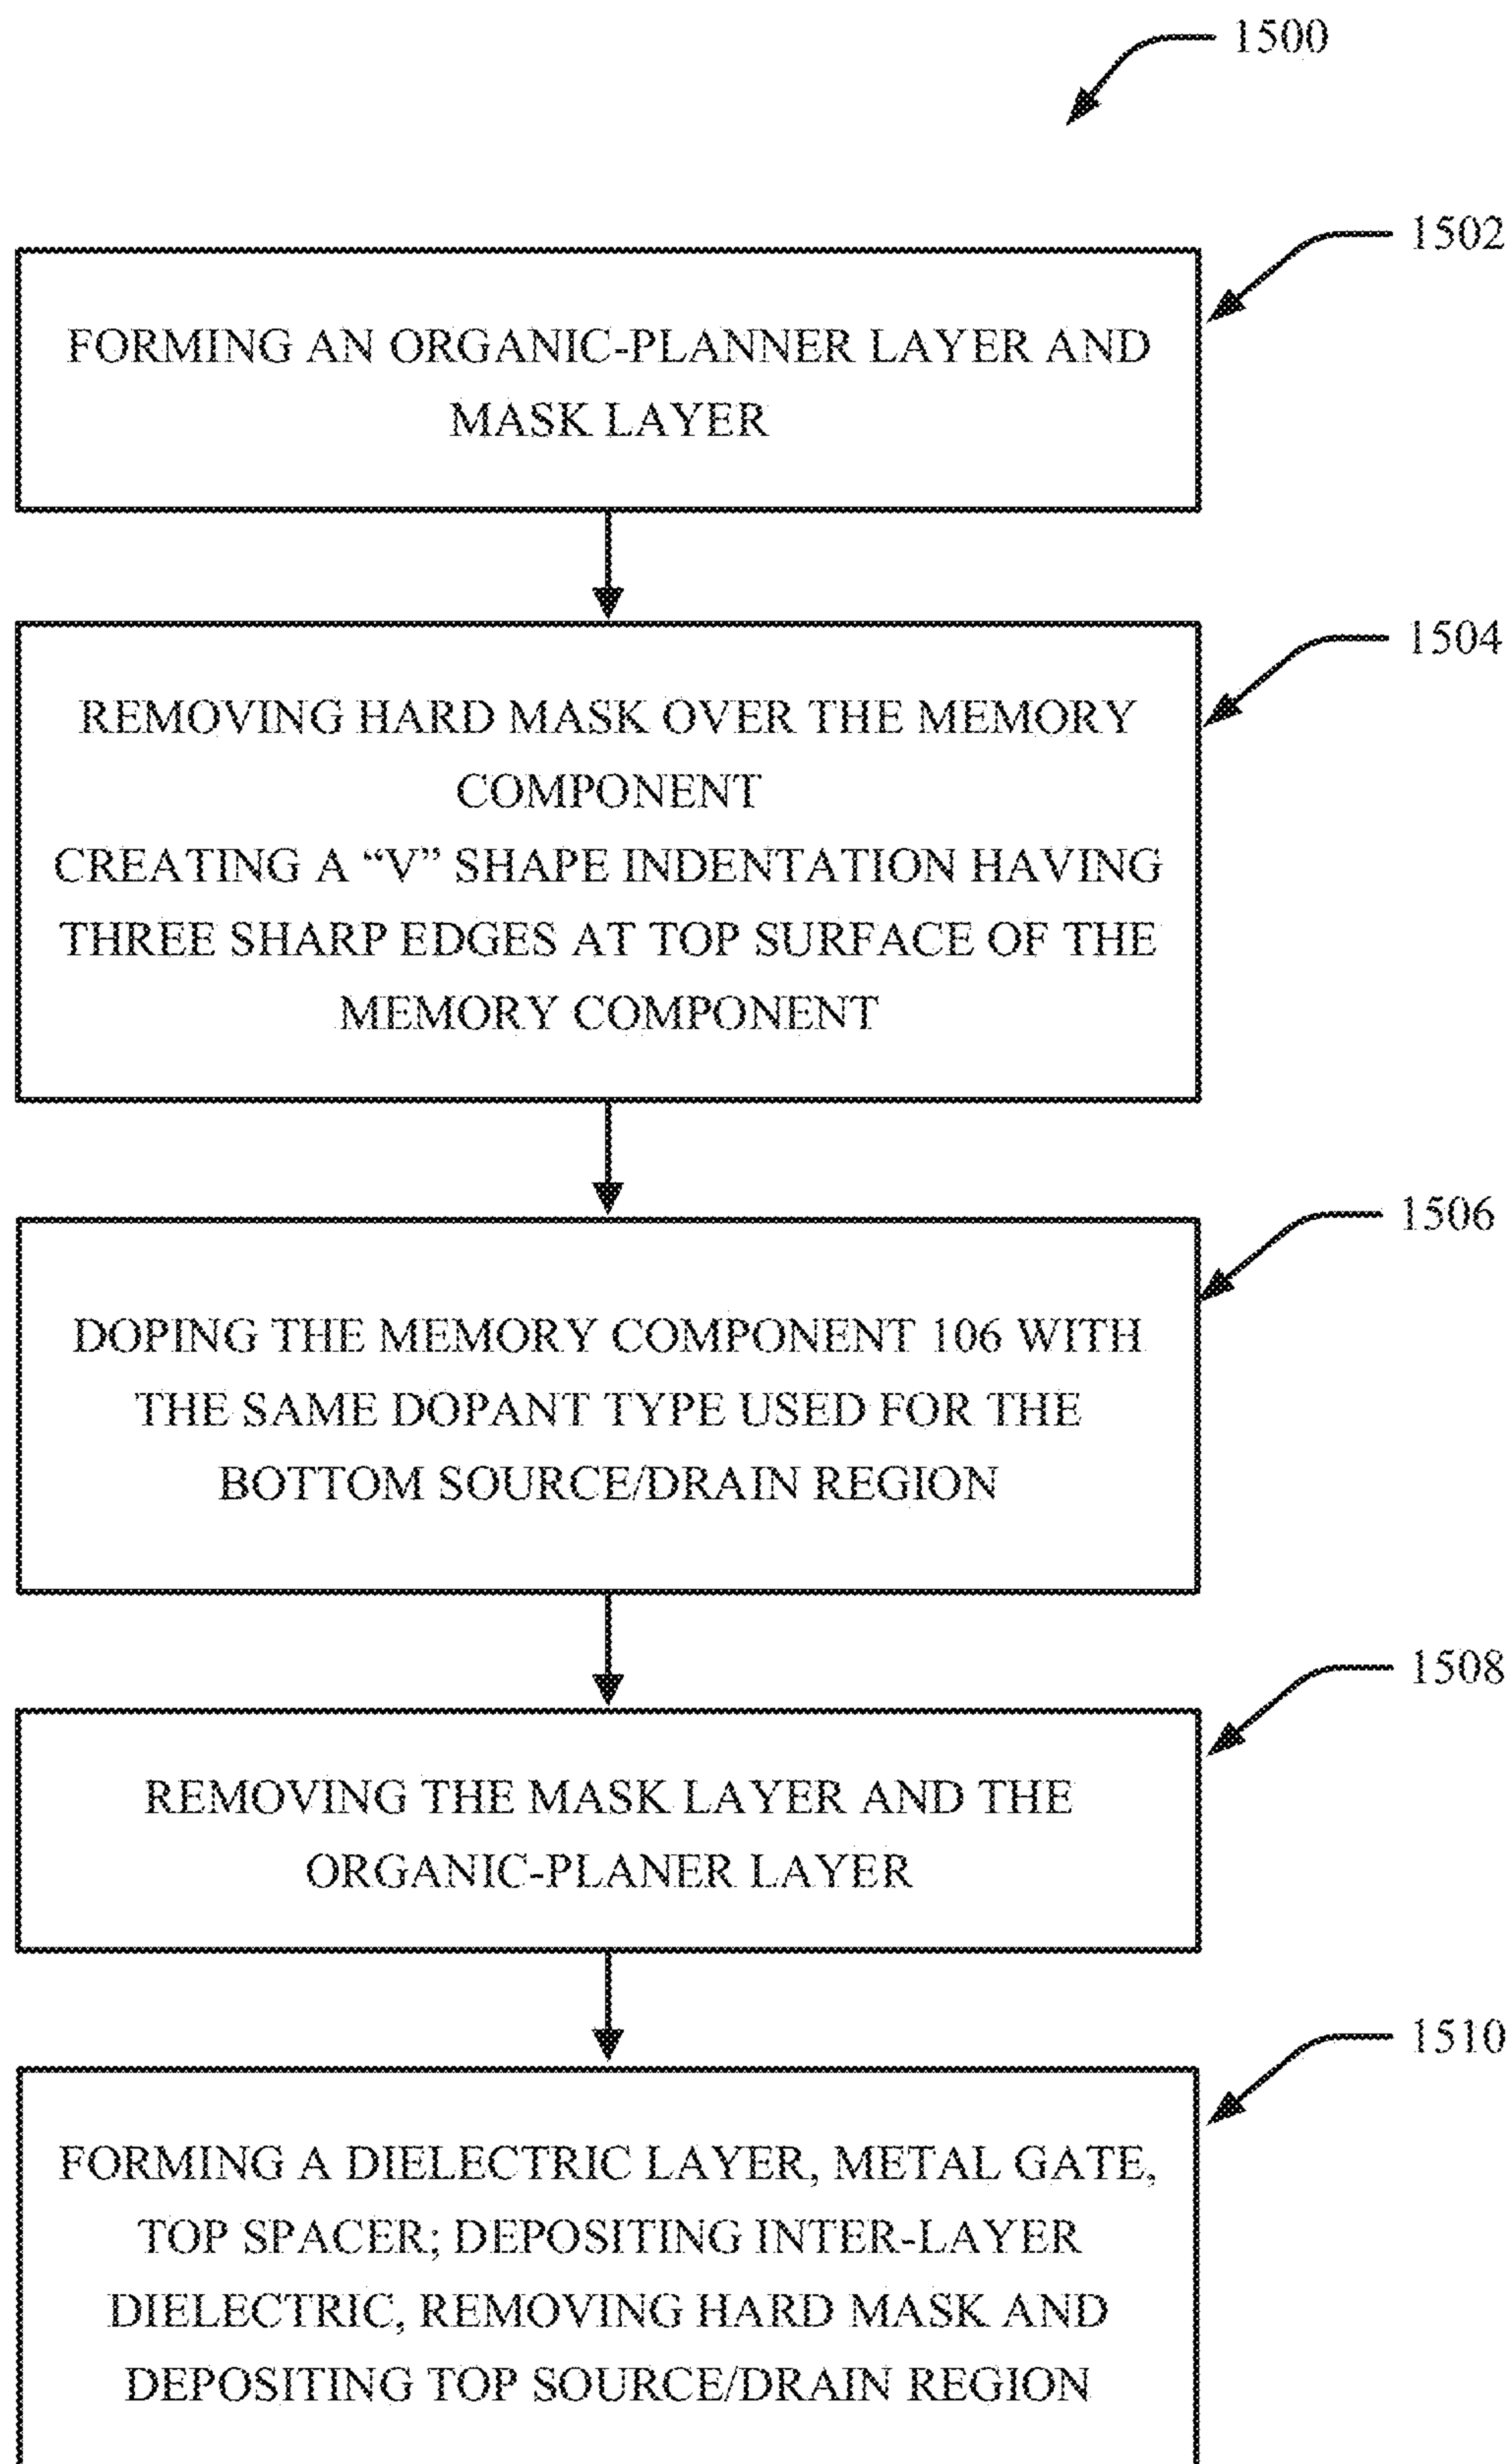 1500
1502
FORMING AN ORGANIC-PLANNER LAYER AND
MASK LAYER
1504
REMOVING HARD MASK OVER THE MEMORY
COMPONENT
CREATING A “V” SHAPE INDENTATION HAVING
THREE SHARP EDGES AT TOP SURFACE OF THE
MEMORY COMPONENT
1506
DOPING THE MEMORY COMPONENT 106 WITH
THE SAME DOPANT TYPE USED FOR THE
BOTTOM SOURCE/DRAIN REGION
1508
REMOVING THE MASK LAYER AND THE
ORGANIC-PLANER LAYER
1510
FORMING A DIELECTRIC LAYER, METAL GATE,
TOP SPACER; DEPOSITING INTER-LAYER
DIELECTRIC, REMOVING HARD MASK AND
DEPOSITING TOP SOURCE/DRAIN REGION